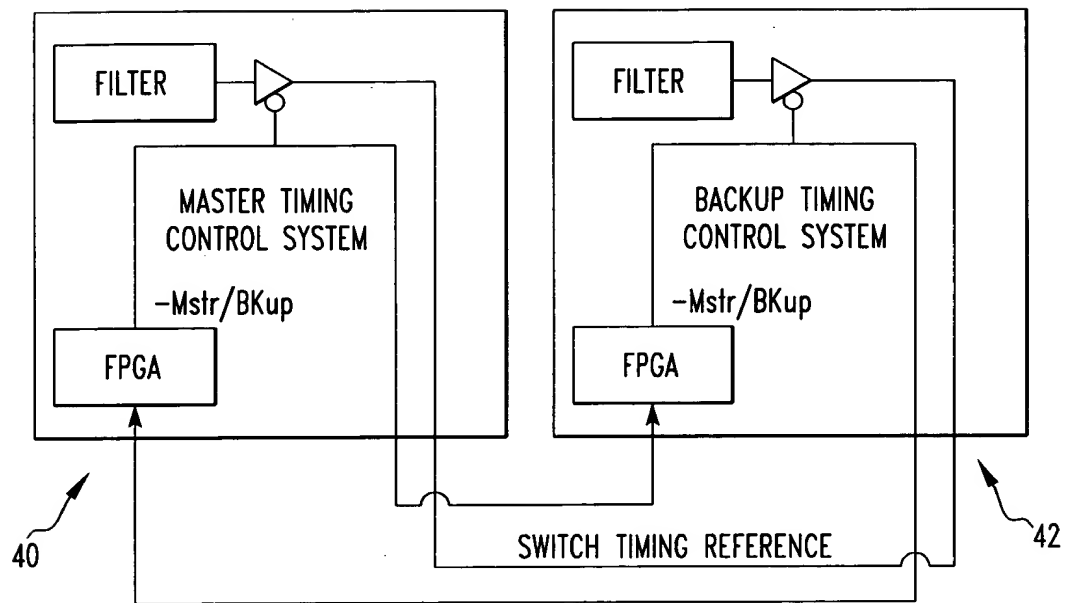 FILTER
MASTER TIMING
CONTROL SYSTEM
-Mstr/BKup
FPGA
40
FILTER
BACKUP TIMING
CONTROL SYSTEM
-Mstr/BKup
FPGA
42
SWITCH TIMING REFERENCE